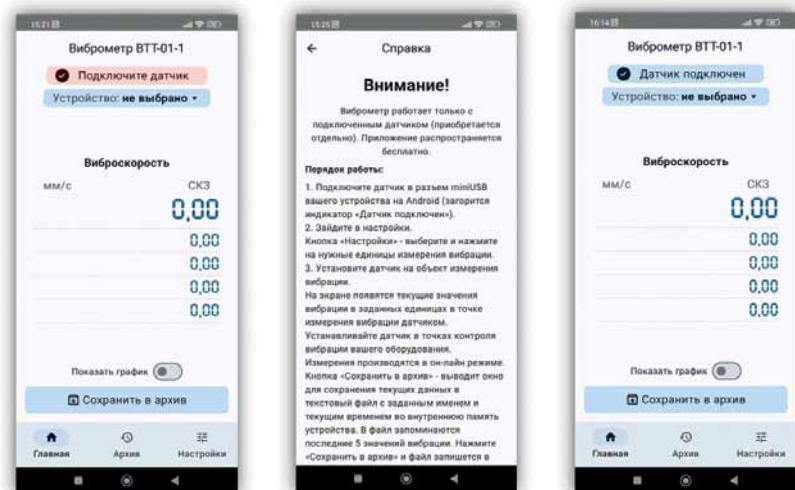 15:21
Виброметр ВТТ-01-1
Подключите датчик
Устройство: не выбрано
Виброскорость
мм/с СКЗ
0,00
0,00
0,00
0,00
0,00
Показать график
Сохранить в архив
Главная Архив Настройки
15:25
Справка
Внимание!
Виброметр работает только с
подключенным датчиком (приобретается
отдельно). Приложение распространяется
бесплатно.
Порядок работы:
1. Подключите датчик в разъем miniUSB
вашего устройства на Android (загорится
индикатор «Датчик подключен»).
2. Зайдите в настройки.
Кнопка «Настройки» - выберите и нажмите
на нужные единицы измерения вибрации.
3. Установите датчик на объект измерения
вибрации.
На экране появятся текущие значения
вибрации в заданных единицах в точке
измерения вибрации датчиком.
Устанавливайте датчик в точках контроля
вибрации вашего оборудования.
Измерения производятся в он-лайн режиме.
Кнопка «Сохранить в архив» - выводит окно
для сохранения текущих данных в
текстовый файл с заданным именем и
текущим временем во внутреннюю память
устройства. В файл запоминаются
последние 5 значений вибрации. Нажмите
«Сохранить в архив» и файл запишется в
16:14
Виброметр ВТТ-01-1
Датчик подключен
Устройство: не выбрано
Виброскорость
мм/с СКЗ
0,00
0,00
0,00
0,00
0,00
Показать график
Сохранить в архив
Главная Архив Настройки